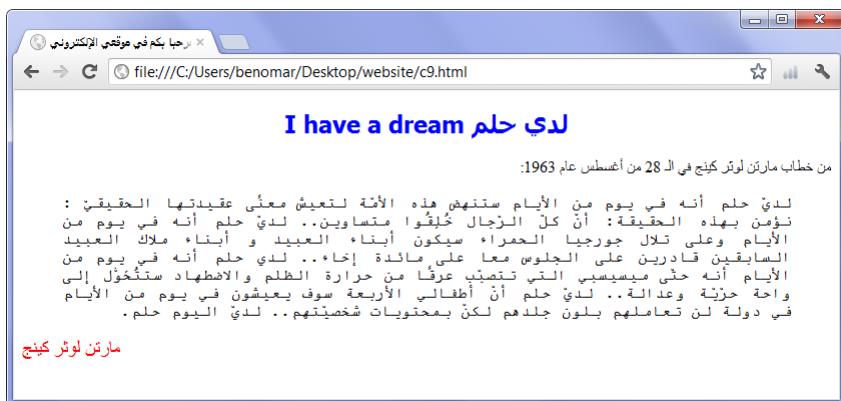 مرحبا بكم في موقعي الإلكتروني
file:///C:/Users/benomar/Desktop/website/c9.html
لدي حلم I have a dream
من خطاب مارتن لوثر كينج في الـ 28 من أغسطس عام 1963:
لديّ حلم أنه في يوم من الأيام ستنهض هذه الأمّة لتعيش معنًى عقيدتها الحقيقيّ :
نؤمن بهذه الحقيقة: أنّ كلّ الرّجال خُلِقُوا متساوين.. لديّ حلم أنه في يوم من
الأيام وعلى تلال جورجيا الحمراء سيكون أبناء العبيد و أبناء ملاك العبيد
السابقين قادرين على الجلوس معا على مائدة إخاء.. لدي حلم أنه في يوم من
الأيام أنه حتّى ميسيسبي التي تتصبّب عرقًا من حرارة الظلم والاضطهاد ستتُحَوّل إلى
واحة حرّيّة وعدالة.. لديّ حلم أنّ أطفالي الأربعة سوف يعيشون في يوم من الأيام
في دولة لن تعاملهم بلون جلدهم لكنّ بمحتويات شخصيّتهم.. لديّ اليوم حلم.
مارتن لوثر كينج